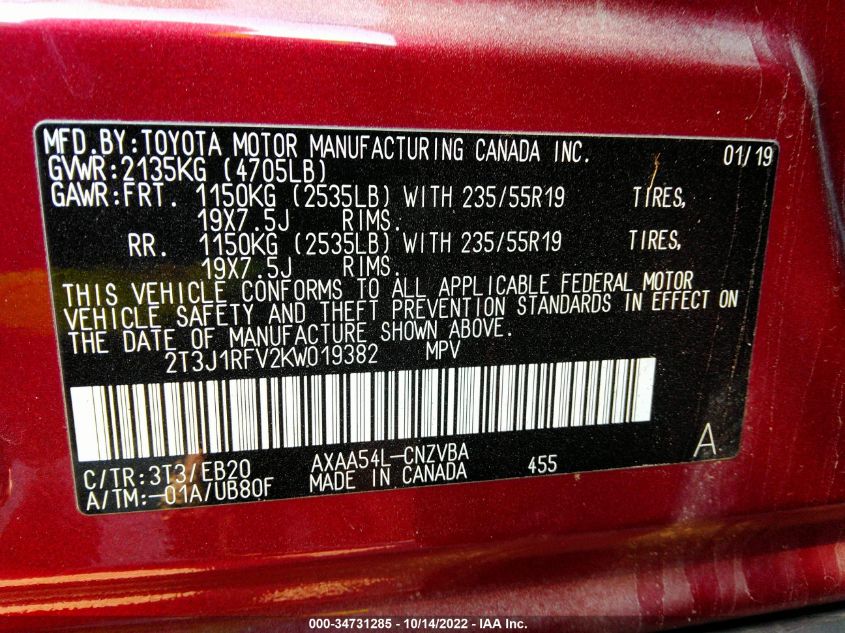 MFD.BY:TOYOTA MOTOR MANUFACTURING CANADA INC. 01/19
GVWR:2135KG (4705LB)
GAWR:FRT. 1150KG (2535LB) WITH 235/55R19 TIRES,
19X7.5J RIMS.
RR. 1150KG (2535LB) WITH 235/55R19 TIRES,
19X7.5J RIMS.
THIS VEHICLE CONFORMS TO ALL APPLICABLE FEDERAL MOTOR
VEHICLE SAFETY AND THEFT PREVENTION STANDARDS IN EFFECT ON
THE DATE OF MANUFACTURE SHOWN ABOVE.
2T3J1RFV2KW019382 MPV
C/TR:3T3/EB20 AXAA54L-CNZVBA 455 A
A/TM:-01A/UB80F MADE IN CANADA
000-34731285 - 10/14/2022 - IAA Inc.